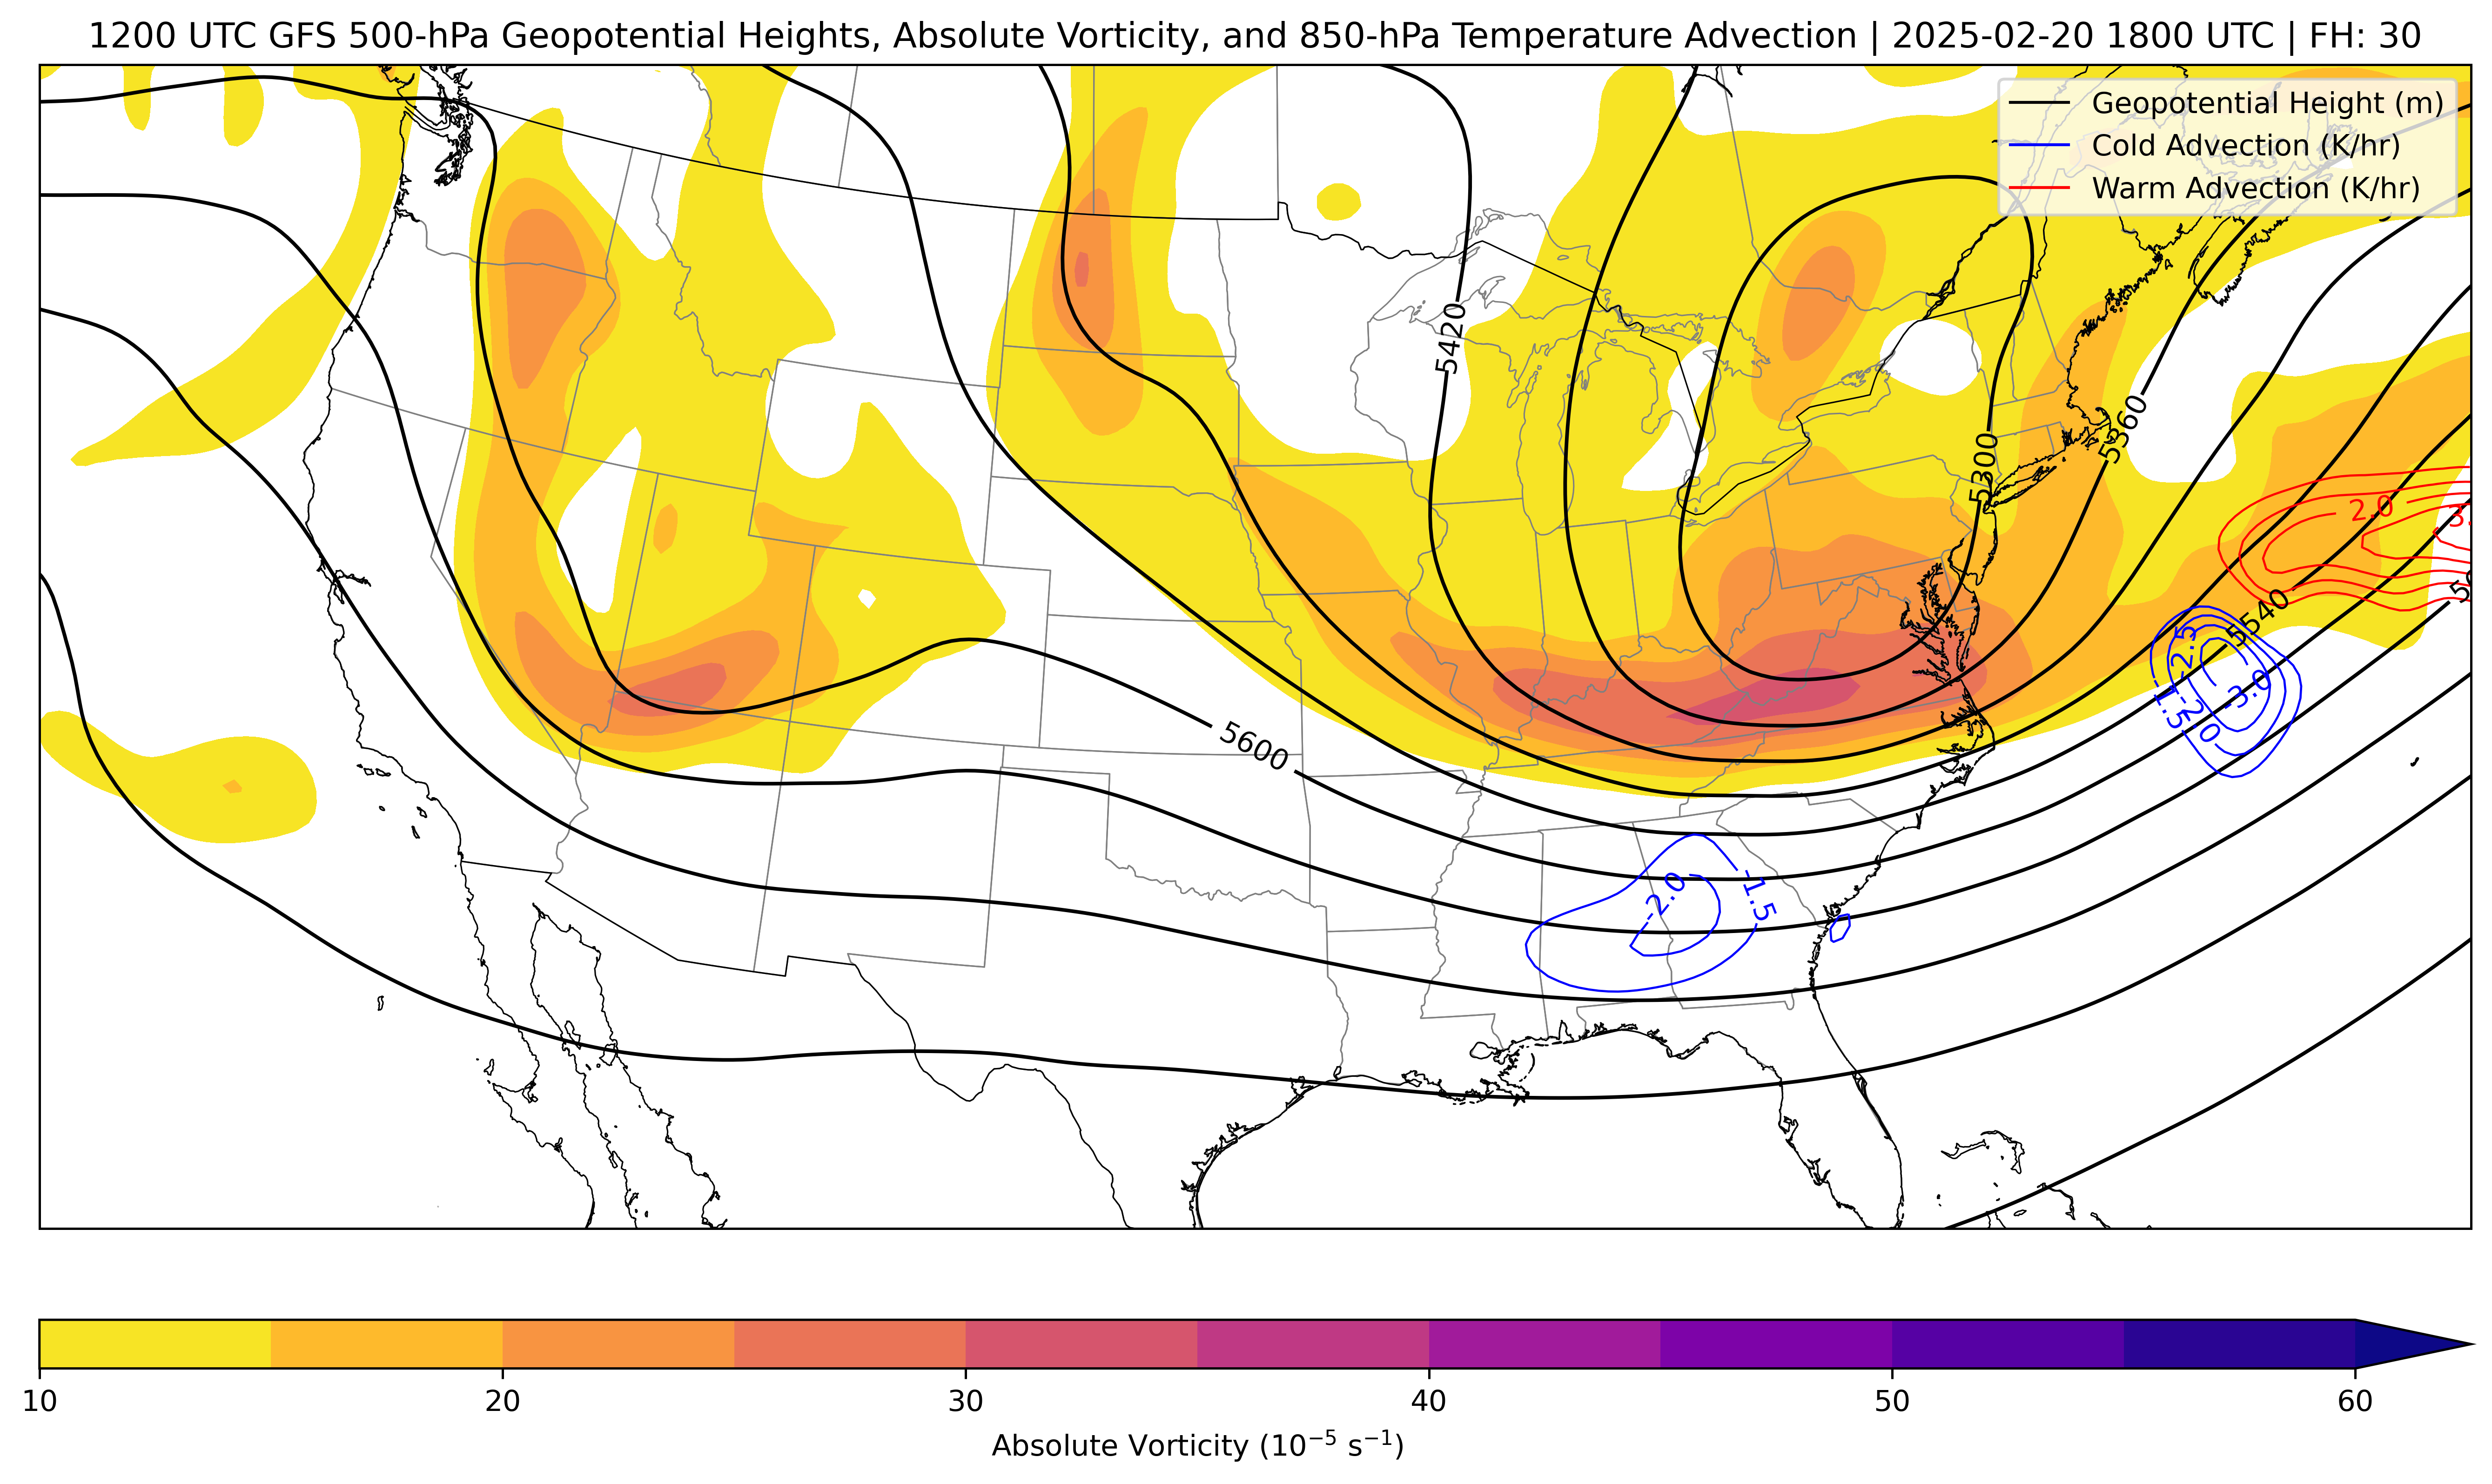 1200 UTC GFS 500-hPa Geopotential Heights, Absolute Vorticity, and 850-hPa Temperature Advection | 2025-02-20 1800 UTC | FH: 30
Geopotential Height (m)
Cold Advection (K/hr)
Warm Advection (K/hr)
5420
5360
5300
2.0
5540
-2.5
-3.0
-1.5
-2.0
5600
-2.0
-1.5
10 20 30 40 50 60
Absolute Vorticity (10⁻⁵ s⁻¹)